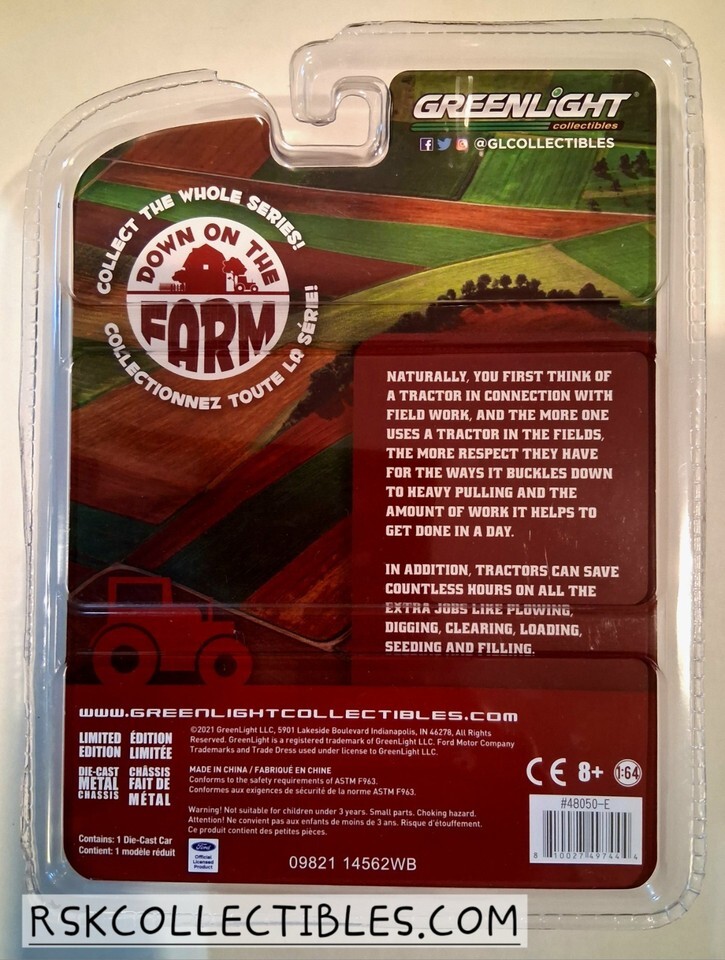 GREENLiGHT
collectibles
@GLCOLLECTIBLES
COLLECT THE WHOLE SERIES!
DOWN ON THE
FARM
COLLECTIONNEZ TOUTE LA SÉRIE!
NATURALLY, YOU FIRST THINK OF
A TRACTOR IN CONNECTION WITH
FIELD WORK, AND THE MORE ONE
USES A TRACTOR IN THE FIELDS,
THE MORE RESPECT THEY HAVE
FOR THE WAYS IT BUCKLES DOWN
TO HEAVY PULLING AND THE
AMOUNT OF WORK IT HELPS TO
GET DONE IN A DAY.
IN ADDITION, TRACTORS CAN SAVE
COUNTLESS HOURS ON ALL THE
EXTRA JOBS LIKE PLOWING,
DIGGING, CLEARING, LOADING,
SEEDING AND FILLING.
WWW.GREENLIGHTCOLLECTIBLES.COM
LIMITED EDITION
ÉDITION LIMITÉE
©2021 GreenLight LLC, 5901 Lakeside Boulevard Indianapolis, IN 46278, All Rights
Reserved. GreenLight is a registered trademark of GreenLight LLC. Ford Motor Company
Trademarks and Trade Dress used under license to GreenLight LLC.
DIE-CAST METAL CHASSIS
CHÂSSIS FAIT DE MÉTAL
MADE IN CHINA / FABRIQUÉ EN CHINE
Conforms to the safety requirements of ASTM F963.
Conformes aux exigences de sécurité de la norme ASTM F963.
CE 8+ 1:64
Warning! Not suitable for children under 3 years. Small parts. Choking hazard.
Attention! Ne convient pas aux enfants de moins de 3 ans. Risque d'étouffement.
Ce produit contient des petites pièces.
#48050-E
8 10027 49744 4
Contains: 1 Die-Cast Car
Contient: 1 modèle réduit
Ford
Official
Licensed
Product
09821 14562WB
RSKCOLLECTIBLES.COM